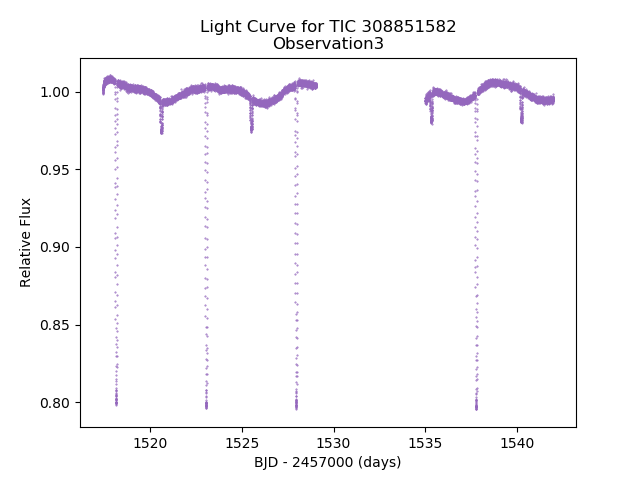 Light Curve for TIC 308851582
Observation3
1.00
0.95
0.90
0.85
0.80
Relative Flux
1520
1525
1530
1535
1540
BJD - 2457000 (days)